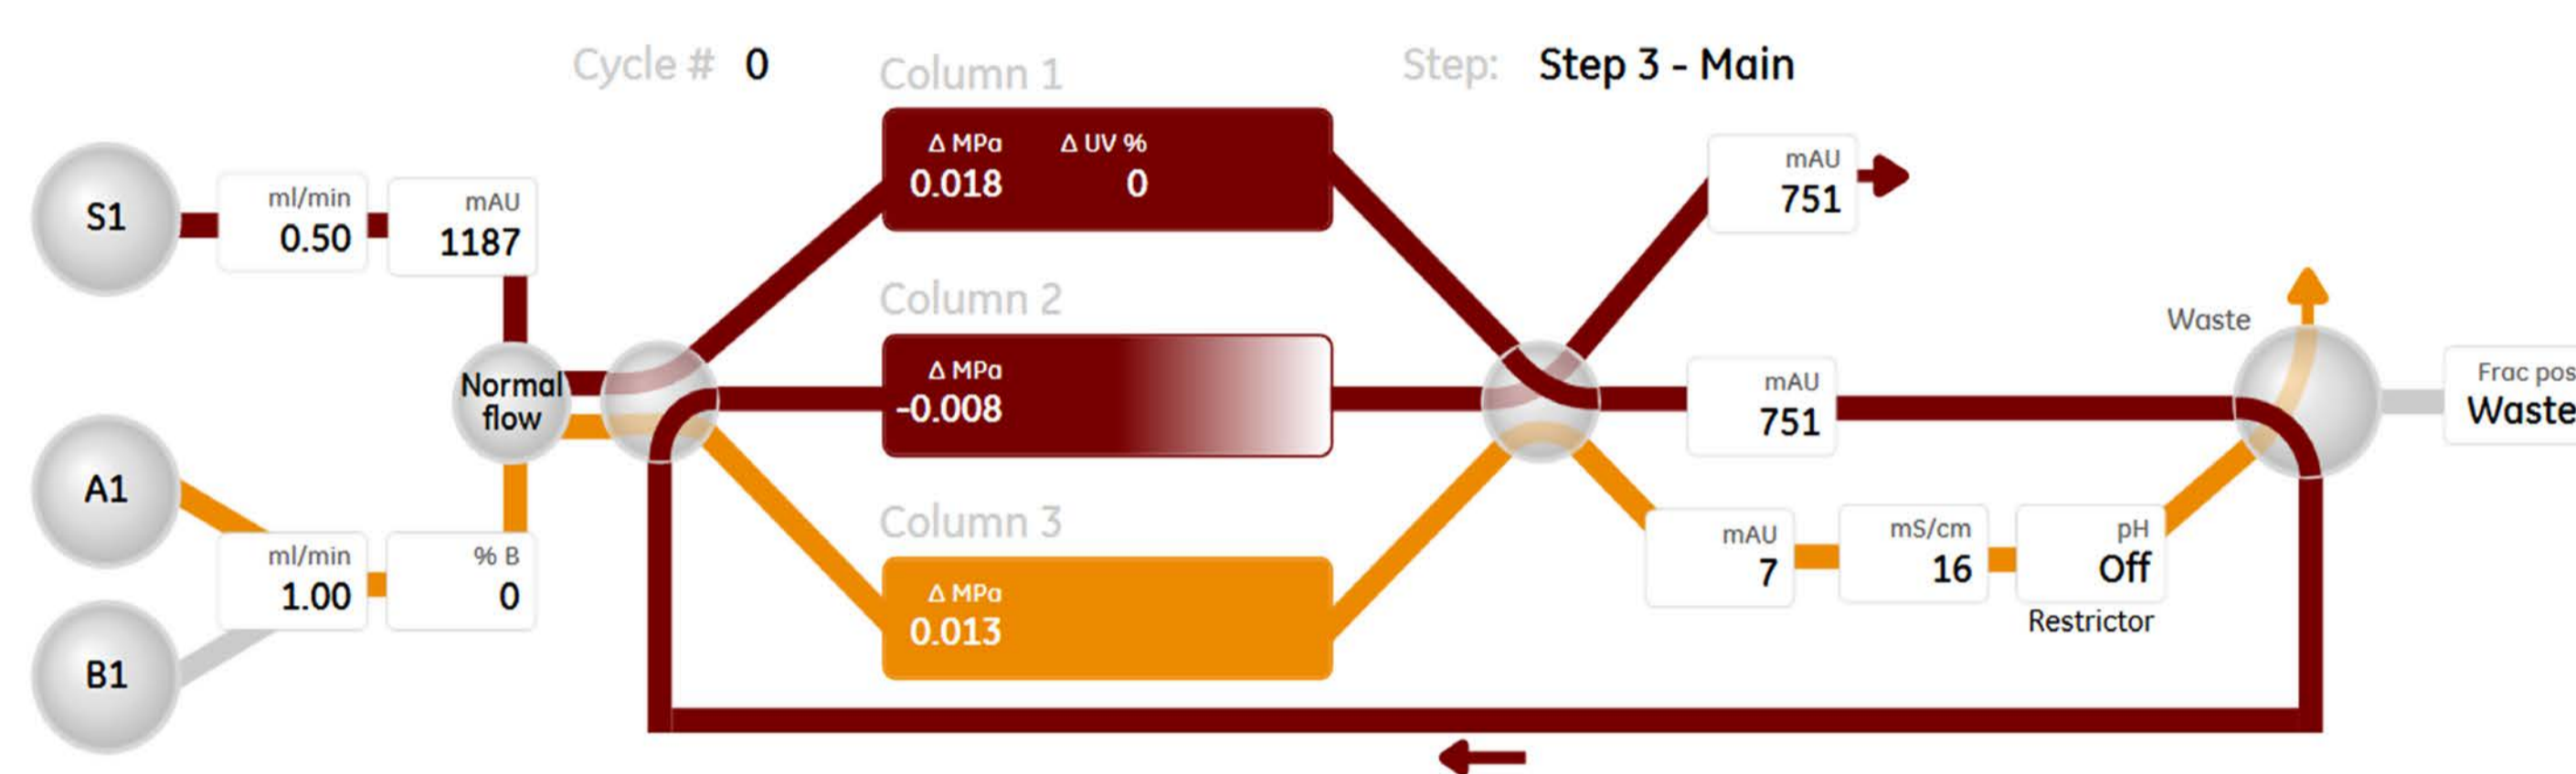 Cycle # 0
Step: Step 3 - Main
Column 1
Δ MPa Δ UV %
0.018 0
mAU
751
S1
ml/min
0.50
mAU
1187
Column 2
Δ MPa
-0.008
Normal
flow
mAU
751
Waste
Frac pos
Waste
A1
ml/min
1.00
% B
0
B1
Column 3
Δ MPa
0.013
mAU
7
mS/cm
16
pH
Off
Restrictor